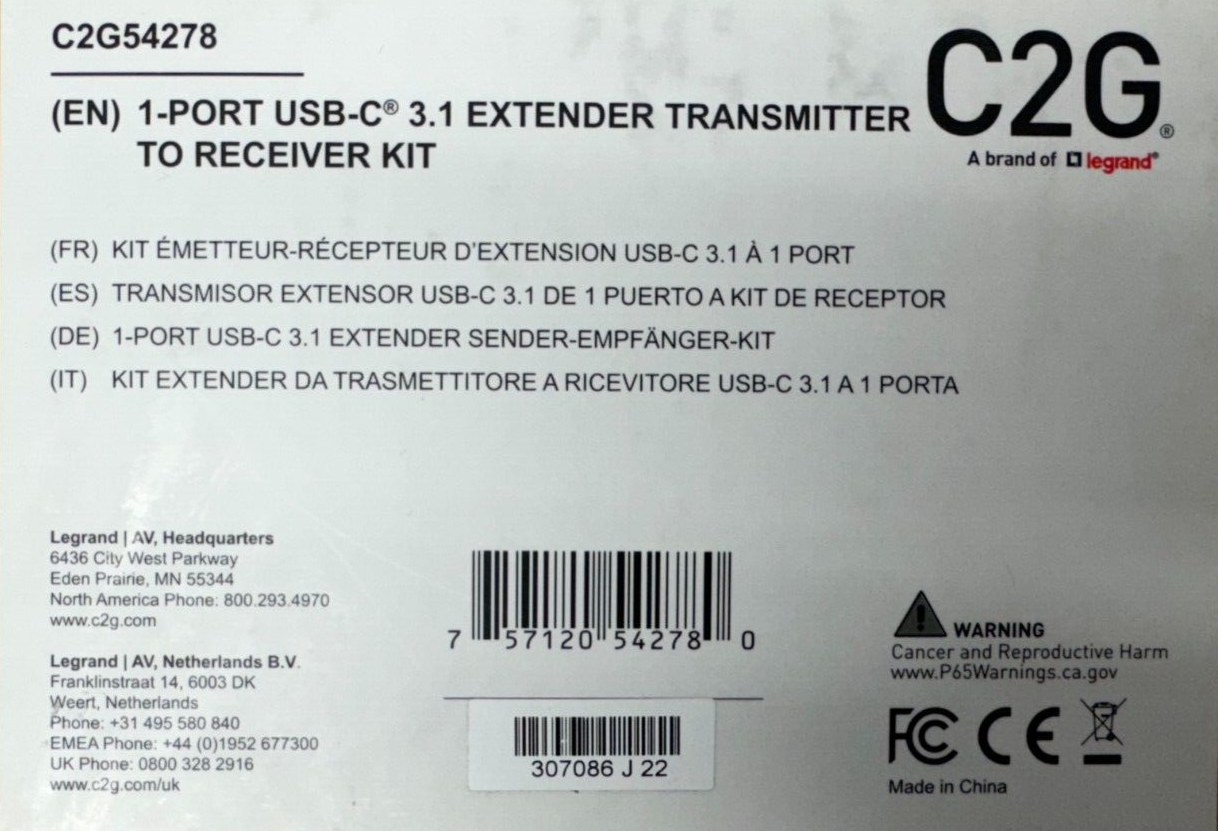 C2G54278
(EN) 1-PORT USB-C® 3.1 EXTENDER TRANSMITTER
TO RECEIVER KIT
C2G®
A brand of legrand®
(FR) KIT ÉMETTEUR-RÉCEPTEUR D'EXTENSION USB-C 3.1 À 1 PORT
(ES) TRANSMISOR EXTENSOR USB-C 3.1 DE 1 PUERTO A KIT DE RECEPTOR
(DE) 1-PORT USB-C 3.1 EXTENDER SENDER-EMPFÄNGER-KIT
(IT) KIT EXTENDER DA TRASMETTITORE A RICEVITORE USB-C 3.1 A 1 PORTA
Legrand | AV, Headquarters
6436 City West Parkway
Eden Prairie, MN 55344
North America Phone: 800.293.4970
www.c2g.com
Legrand | AV, Netherlands B.V.
Franklinstraat 14, 6003 DK
Weert, Netherlands
Phone: +31 495 580 840
EMEA Phone: +44 (0)1952 677300
UK Phone: 0800 328 2916
www.c2g.com/uk
7 57120 54278 0
307086 J 22
WARNING
Cancer and Reproductive Harm
www.P65Warnings.ca.gov
FC CE
Made in China